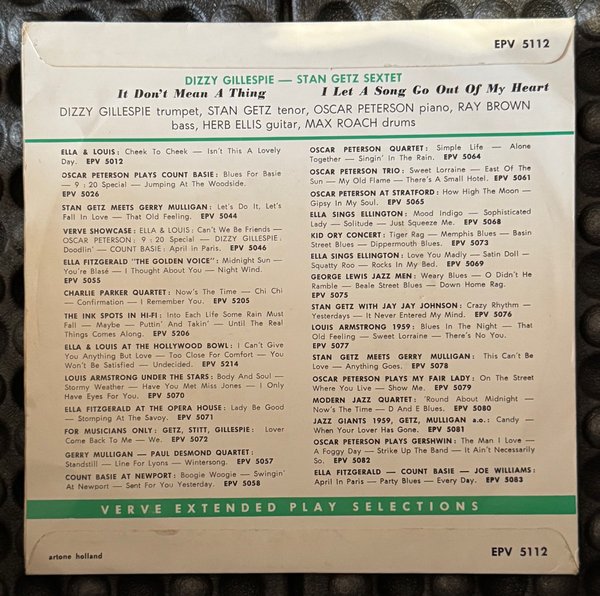 EPV 5112
DIZZY GILLESPIE — STAN GETZ SEXTET
It Don't Mean A Thing I Let A Song Go Out Of My Heart
DIZZY GILLESPIE trumpet, STAN GETZ tenor, OSCAR PETERSON piano, RAY BROWN
bass, HERB ELLIS guitar, MAX ROACH drums
ELLA & LOUIS: Cheek To Cheek — Isn't This A Lovely
Day. EPV 5012
OSCAR PETERSON PLAYS COUNT BASIE: Blues For Basie
— 9 : 20 Special — Jumping At The Woodside.
EPV 5026
STAN GETZ MEETS GERRY MULLIGAN: Let's Do It, Let's
Fall In Love — That Old Feeling. EPV 5044
VERVE SHOWCASE: ELLA & LOUIS: Can't We Be Friends —
OSCAR PETERSON: 9 : 20 Special — DIZZY GILLESPIE:
Doodlin' — COUNT BASIE: April in Paris. EPV 5046
ELLA FITZGERALD "THE GOLDEN VOICE": Midnight Sun —
You're Blasé — I Thought About You — Night Wind.
EPV 5055
CHARLIE PARKER QUARTET: Now's The Time — Chi Chi
— Confirmation — I Remember You. EPV 5205
THE INK SPOTS IN HI-FI: Into Each Life Some Rain Must
Fall — Maybe — Puttin' And Takin' — Until The Real
Things Comes Along. EPV 5206
ELLA & LOUIS AT THE HOLLYWOOD BOWL: I Can't Give
You Anything But Love — Too Close For Comfort — You
Won't Be Satisfied — Undecided. EPV 5214
LOUIS ARMSTRONG UNDER THE STARS: Body And Soul —
Stormy Weather — Have You Met Miss Jones — I Only
Have Eyes For You. EPV 5070
ELLA FITZGERALD AT THE OPERA HOUSE: Lady Be Good
— Stomping At The Savoy. EPV 5071
FOR MUSICIANS ONLY: GETZ, STITT, GILLESPIE: Lover
Come Back To Me — We. EPV 5072
GERRY MULLIGAN — PAUL DESMOND QUARTET:
Standstill — Line For Lyons — Wintersong. EPV 5057
COUNT BASIE AT NEWPORT: Boogie Woogie — Swingin'
At Newport — Sent For You Yesterday. EPV 5058
OSCAR PETERSON QUARTET: Simple Life — Alone
Together — Singin' In The Rain. EPV 5064
OSCAR PETERSON TRIO: Sweet Lorraine — East Of The
Sun — My Old Flame — There's A Small Hotel. EPV 5061
OSCAR PETERSON AT STRATFORD: How High The Moon —
Gipsy In My Soul. EPV 5065
ELLA SINGS ELLINGTON: Mood Indigo — Sophisticated
Lady — Solitude — Just Squeeze Me. EPV 5068
KID ORY CONCERT: Tiger Rag — Memphis Blues — Basin
Street Blues — Dippermouth Blues. EPV 5073
ELLA SINGS ELLINGTON: Love You Madly — Satin Doll —
Squatty Roo — Rocks In My Bed. EPV 5069
GEORGE LEWIS JAZZ MEN: Weary Blues — O Didn't He
Ramble — Beale Street Blues — Down Home Rag.
EPV 5075
STAN GETZ WITH JAY JAY JOHNSON: Crazy Rhythm —
Yesterdays — It Never Entered My Mind. EPV 5076
LOUIS ARMSTRONG 1959: Blues In The Night — That
Old Feeling — Sweet Lorraine — There's No You.
EPV 5077
STAN GETZ MEETS GERRY MULLIGAN: This Can't Be
Love — Anything Goes. EPV 5078
OSCAR PETERSON PLAYS MY FAIR LADY: On The Street
Where You Live — Show Me. EPV 5079
MODERN JAZZ QUARTET: 'Round About Midnight —
Now's The Time — D And E Blues. EPV 5080
JAZZ GIANTS 1959, GETZ, MULLIGAN a.o.: Candy —
When Your Lover Has Gone. EPV 5081
OSCAR PETERSON PLAYS GERSHWIN: The Man I Love —
A Foggy Day — Strike Up The Band — It Ain't Necessarily
So. EPV 5082
ELLA FITZGERALD — COUNT BASIE — JOE WILLIAMS:
April In Paris — Party Blues — Every Day. EPV 5083
VERVE EXTENDED PLAY SELECTIONS
artone holland
EPV 5112